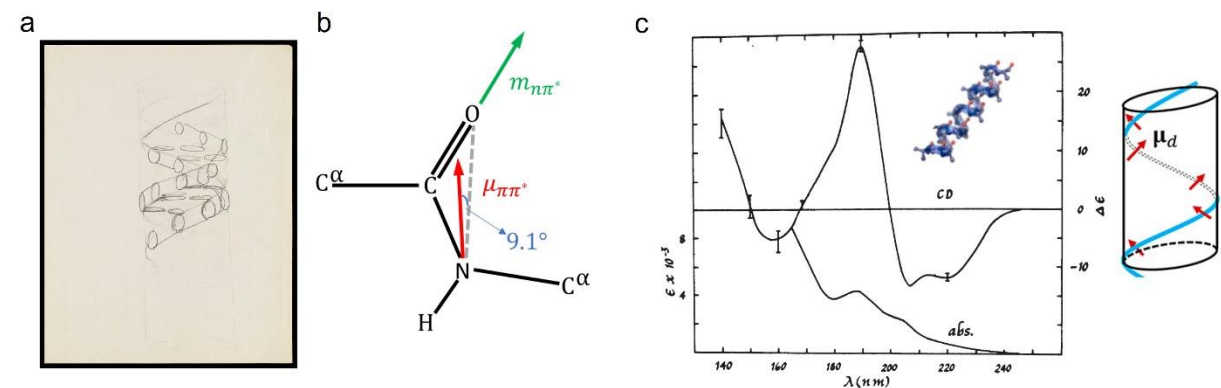 a
b
c
O
m_{nπ*}
C^α
C
μ_{ππ*}
9.1°
N
C^α
H
ε x 10⁻³
8
4
20
10
0
-10
Δε
CD
abs.
140
160
180
200
220
240
λ(nm)
μ_d